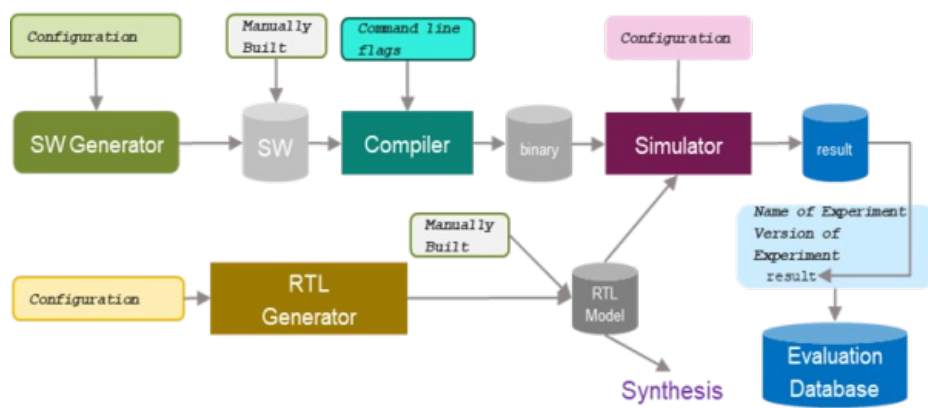 Configuration
Manually
Built
Command line
flags
Configuration
SW Generator
SW
Compiler
binary
Simulator
result
Name of Experiment
Version of
Experiment
result
Manually
Built
Configuration
RTL
Generator
RTL
Model
Synthesis
Evaluation
Database